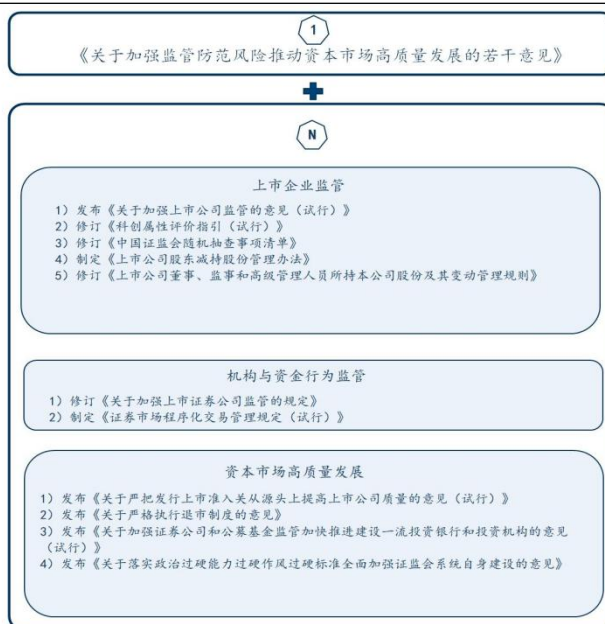 1
《关于加强监管防范风险推动资本市场高质量发展的若干意见》
N
上市企业监管
1）发布《关于加强上市公司监管的意见（试行）》
2）修订《科创属性评价指引（试行）》
3）修订《中国证监会随机抽查事项清单》
4）制定《上市公司股东减持股份管理办法》
5）修订《上市公司董事、监事和高级管理人员所持本公司股份及其变动管理规则》
机构与资金行为监管
1）修订《关于加强上市证券公司监管的规定》
2）制定《证券市场程序化交易管理规定（试行）》
资本市场高质量发展
1）发布《关于严把发行上市准入关从源头上提高上市公司质量的意见（试行）》
2）发布《关于严格执行退市制度的意见》
3）发布《关于加强证券公司和公募基金监管加快推进建设一流投资银行和投资机构的意见
（试行）》
4）发布《关于落实政治过硬能力过硬作风过硬标准全面加强证监会系统自身建设的意见》